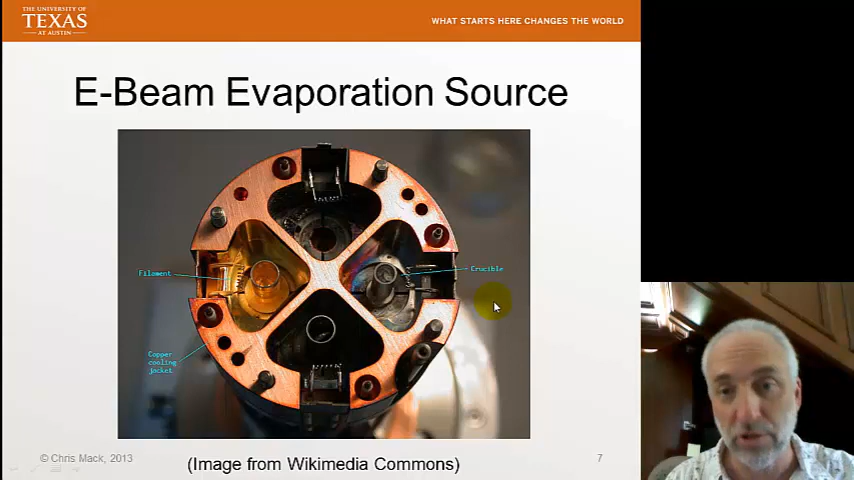 THE UNIVERSITY OF
TEXAS
AT AUSTIN
WHAT STARTS HERE CHANGES THE WORLD
E-Beam Evaporation Source
Filament
Crucible
Copper
cooling
jacket
© Chris Mack, 2013
(Image from Wikimedia Commons)
7